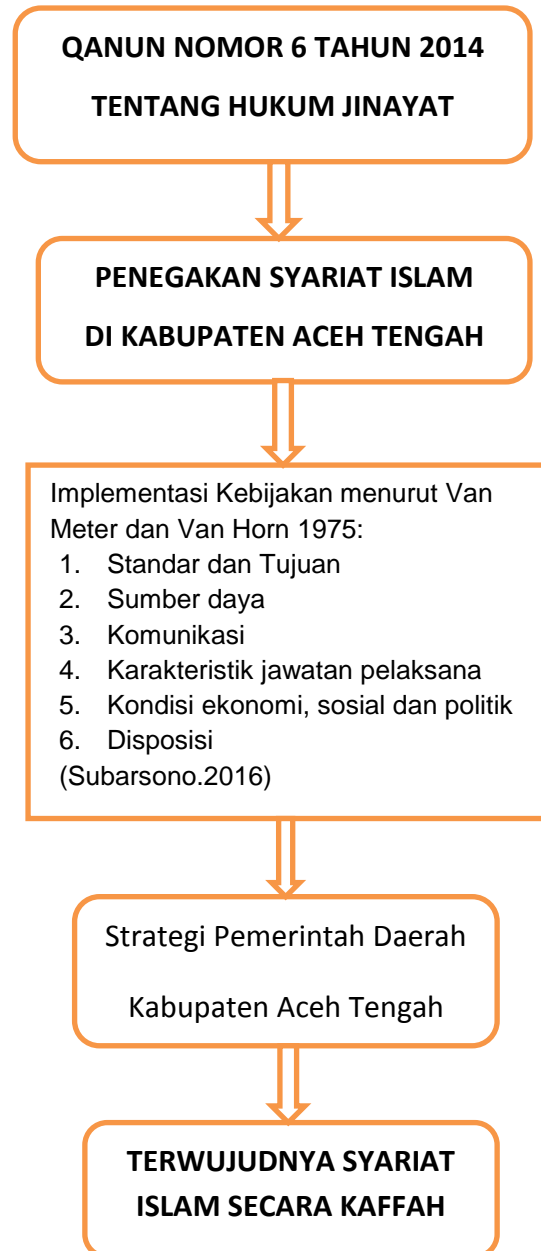 QANUN NOMOR 6 TAHUN 2014
TENTANG HUKUM JINAYAT
PENEGAKAN SYARIAT ISLAM
DI KABUPATEN ACEH TENGAH
Implementasi Kebijakan menurut Van
Meter dan Van Horn 1975:
1. Standar dan Tujuan
2. Sumber daya
3. Komunikasi
4. Karakteristik jawatan pelaksana
5. Kondisi ekonomi, sosial dan politik
6. Disposisi
(Subarsono.2016)
Strategi Pemerintah Daerah
Kabupaten Aceh Tengah
TERWUJUDNYA SYARIAT
ISLAM SECARA KAFFAH